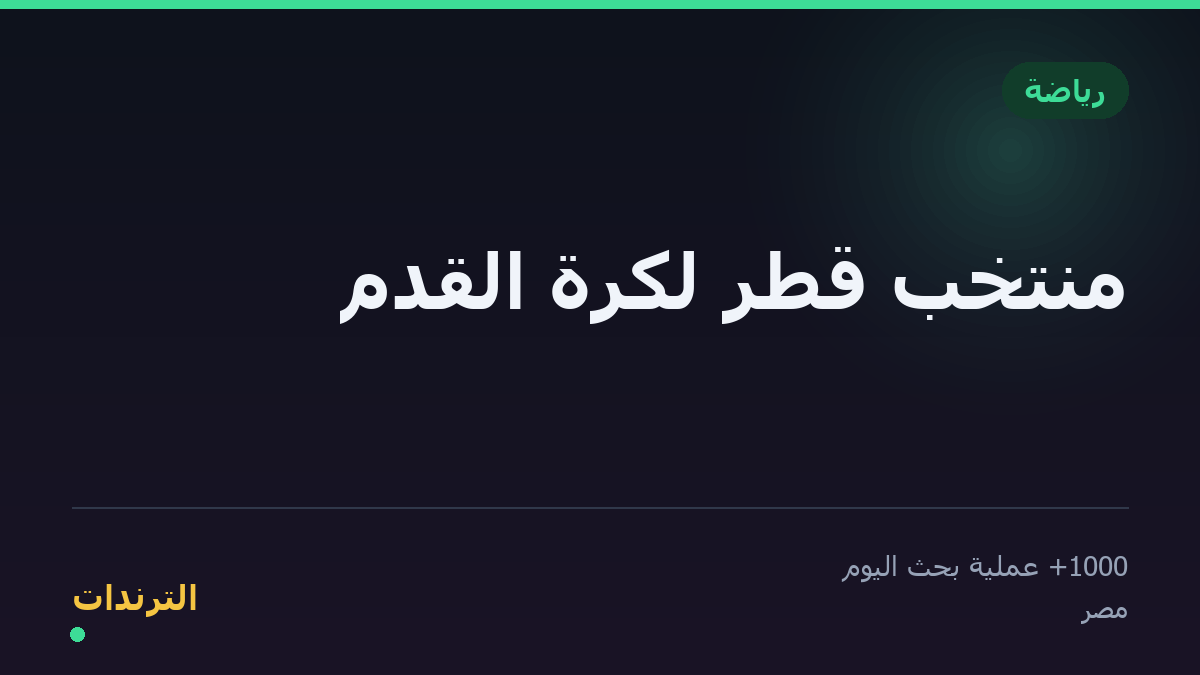 رياضة
منتخب قطر لكرة القدم
1000+ عملية بحث اليوم
مصر
الترندات